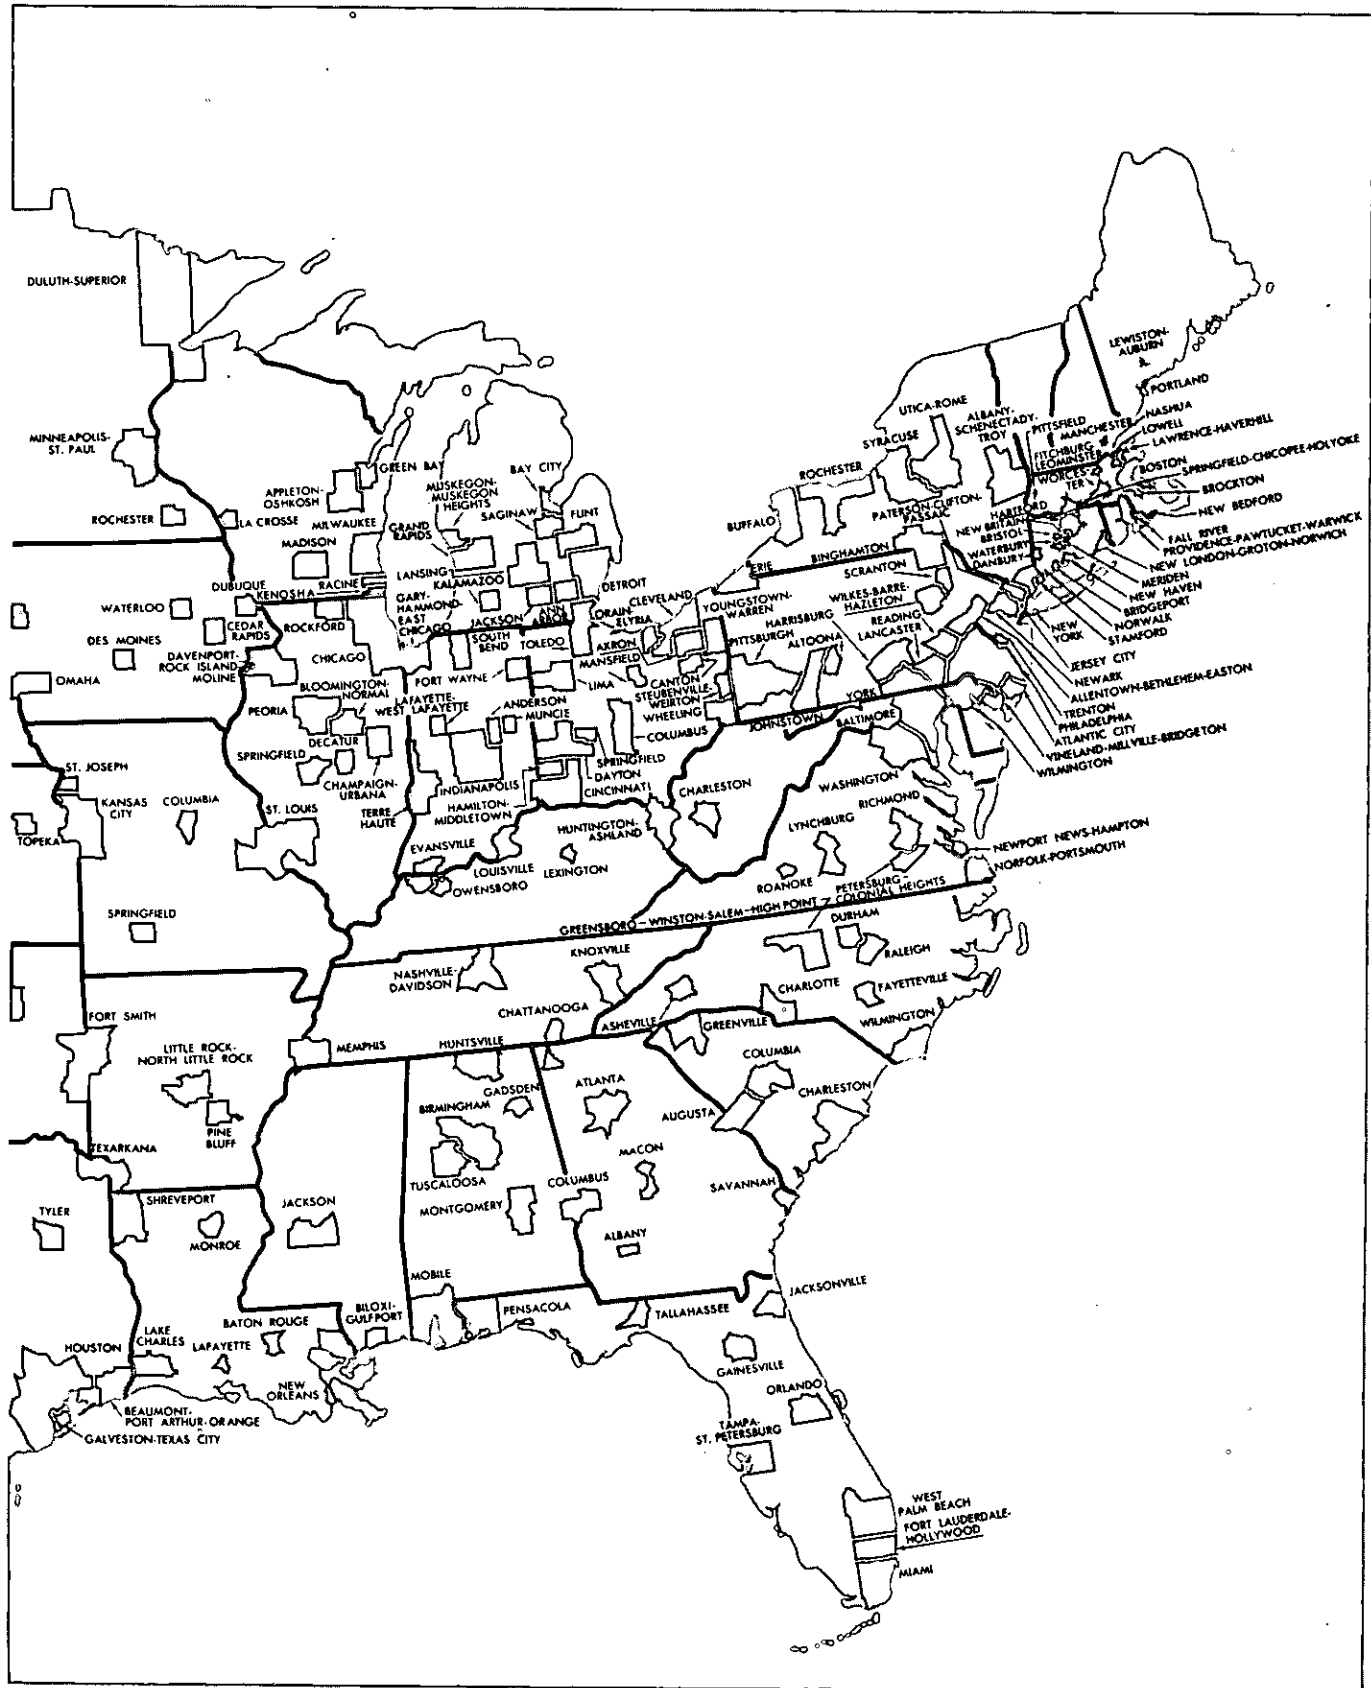 DULUTH-SUPERIOR
LEWISTON-
AUBURN
PORTLAND
MINNEAPOLIS-
ST. PAUL
UTICA-ROME
ALBANY-
SCHENECTADY-
TROY
PITTSFIELD
MANCHESTER
NASHUA
LOWELL
LAWRENCE-HAVERHILL
FITCHBURG
LEOMINSTER
WORCES-
TER
BOSTON
SPRINGFIELD-CHICOPEE-HOLYOKE
BROCKTON
NEW BEDFORD
FALL RIVER
PROVIDENCE-PAWTUCKET-WARWICK
NEW LONDON-GROTON-NORWICH
MERIDEN
NEW HAVEN
BRIDGEPORT
NORWALK
STAMFORD
HARTFORD
NEW BRITAIN
BRISTOL
WATERBURY
DANBURY
SYRACUSE
ROCHESTER
BUFFALO
PATERSON-CLIFTON-
PASSAIC
BINGHAMTON
ERIE
SCRANTON
WILKES-BARRE-
HAZLETON
NEW
YORK
JERSEY CITY
NEWARK
ALLENTOWN-BETHLEHEM-EASTON
TRENTON
PHILADELPHIA
ATLANTIC CITY
VINELAND-MILLVILLE-BRIDGETON
WILMINGTON
READING
LANCASTER
HARRISBURG
ALTOONA
YORK
JOHNSTOWN
PITTSBURGH
YOUNGSTOWN-
WARREN
GREEN BAY
APPLETON-
OSHKOSH
BAY CITY
MUSKEGON-
MUSKEGON
HEIGHTS
SAGINAW
FLINT
ROCHESTER
LA CROSSE
MILWAUKEE
GRAND
RAPIDS
MADISON
LANSING
KALAMAZOO
DETROIT
DUBUQUE
KENOSHA
RACINE
GARY-
HAMMOND-
EAST
CHICAGO
JACKSON
ANN
ARBOR
CLEVELAND
LORAIN
ELYRIA
WATERLOO
CEDAR
RAPIDS
ROCKFORD
DES MOINES
DAVENPORT-
ROCK ISLAND
MOLINE
CHICAGO
SOUTH
BEND
TOLEDO
AKRON
MANSFIELD
OMAHA
FORT WAYNE
LIMA
CANTON
STEUBENVILLE-
WEIRTON
WHEELING
BLOOMINGTON-
NORMAL
PEORIA
LAFAYETTE-
WEST LAFAYETTE
ANDERSON
MUNCIE
COLUMBUS
DECATUR
SPRINGFIELD
CHAMPAIGN-
URBANA
INDIANAPOLIS
SPRINGFIELD
DAYTON
CINCINNATI
HAMILTON-
MIDDLETOWN
TERRE
HAUTE
BALTIMORE
WASHINGTON
ST. JOSEPH
KANSAS
CITY
COLUMBIA
ST. LOUIS
TOPEKA
CHARLESTON
HUNTINGTON-
ASHLAND
RICHMOND
LYNCHBURG
NEWPORT NEWS-HAMPTON
NORFOLK-PORTSMOUTH
EVANSVILLE
LOUISVILLE
OWENSBORO
LEXINGTON
ROANOKE
PETERSBURG-
COLONIAL HEIGHTS
SPRINGFIELD
GREENSBORO-WINSTON-SALEM-HIGH POINT
DURHAM
RALEIGH
NASHVILLE-
DAVIDSON
KNOXVILLE
CHATTANOOGA
ASHEVILLE
CHARLOTTE
FAYETTEVILLE
GREENVILLE
WILMINGTON
FORT SMITH
LITTLE ROCK-
NORTH LITTLE ROCK
MEMPHIS
HUNTSVILLE
GADSDEN
ATLANTA
COLUMBIA
CHARLESTON
PINE
BLUFF
BIRMINGHAM
AUGUSTA
TEXARKANA
TUSCALOOSA
MACON
COLUMBUS
SAVANNAH
TYLER
SHREVEPORT
MONROE
JACKSON
MONTGOMERY
ALBANY
MOBILE
JACKSONVILLE
BILOXI-
GULFPORT
PENSACOLA
TALLAHASSEE
HOUSTON
LAKE
CHARLES
BATON ROUGE
LAFAYETTE
NEW
ORLEANS
GAINESVILLE
ORLANDO
BEAUMONT-
PORT ARTHUR-ORANGE
GALVESTON-TEXAS CITY
TAMPA-
ST. PETERSBURG
WEST
PALM BEACH
FORT LAUDERDALE-
HOLLYWOOD
MIAMI